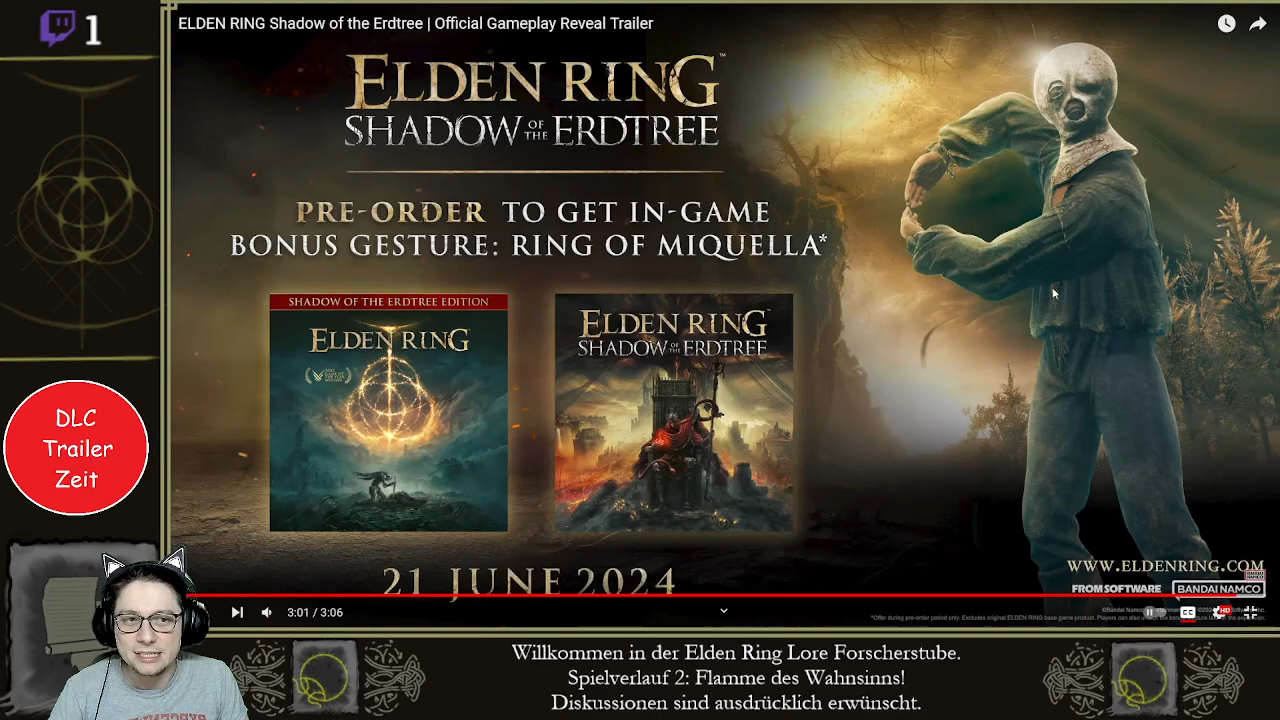 1
ELDEN RING Shadow of the Erdtree | Official Gameplay Reveal Trailer
ELDEN RING™
SHADOW OF THE ERDTREE
PRE-ORDER TO GET IN-GAME
BONUS GESTURE: RING OF MIQUELLA*
SHADOW OF THE ERDTREE EDITION
ELDEN RING
ELDEN RING
SHADOW OF THE ERDTREE
21 JUNE 2024
DLC
Trailer
Zeit
WWW.ELDENRING.COM
FROMSOFTWARE BANDAI NAMCO
3:01 / 3:06
CC
HD
Willkommen in der Elden Ring Lore Forscherstube.
Spielverlauf 2: Flamme des Wahnsinns!
Diskussionen sind ausdrücklich erwünscht.